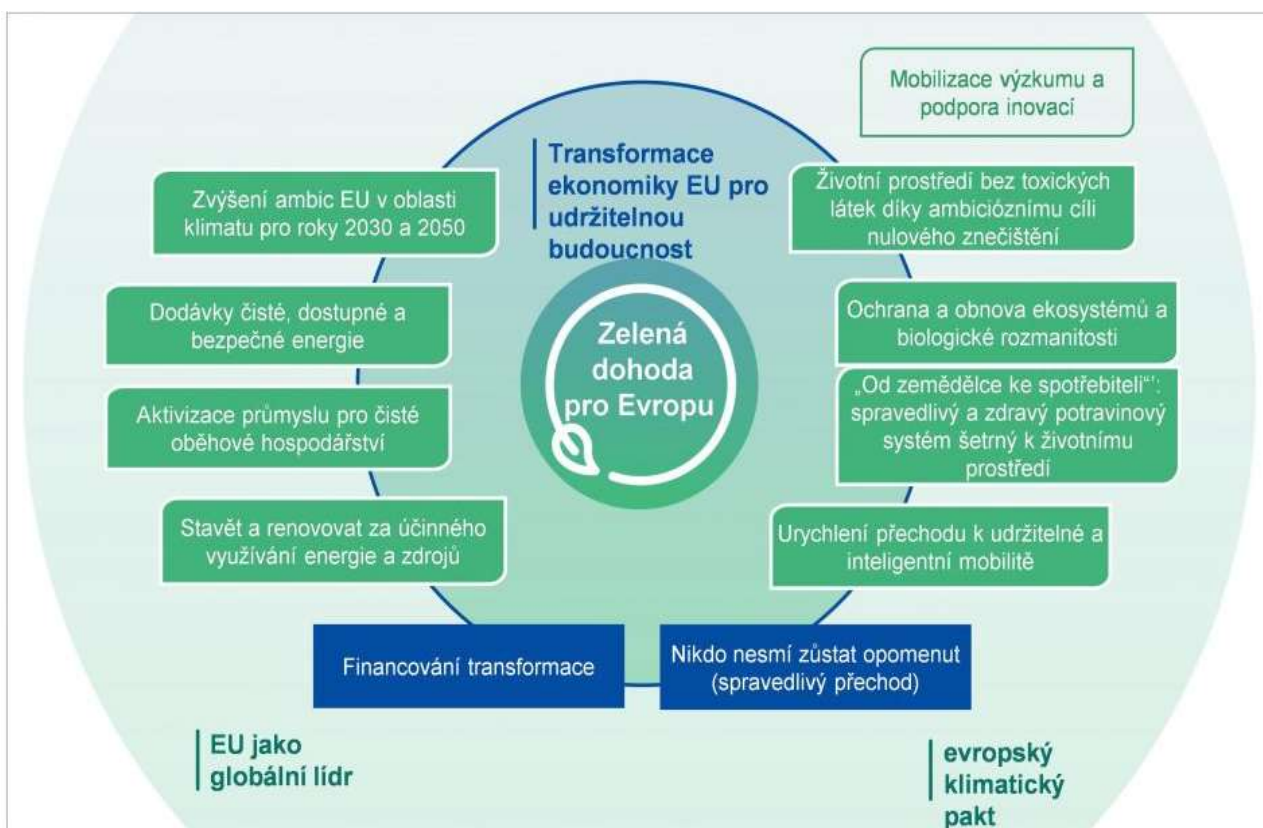 Mobilizace výzkumu a
podpora inovací
Transformace
ekonomiky EU pro
udržitelnou
budoucnost
Zvýšení ambic EU v oblasti
klimatu pro roky 2030 a 2050
Životní prostředí bez toxických
látek díky ambicióznímu cíli
nulového znečištění
Dodávky čisté, dostupné a
bezpečné energie
Ochrana a obnova ekosystémů a
biologické rozmanitosti
Zelená
dohoda
pro Evropu
Aktivizace průmyslu pro čisté
oběhové hospodářství
„Od zemědělce ke spotřebiteli“':
spravedlivý a zdravý potravinový
systém šetrný k životnímu
prostředí
Stavět a renovovat za účinného
využívání energie a zdrojů
Urychlení přechodu k udržitelné a
inteligentní mobilitě
Financování transformace
Nikdo nesmí zůstat opomenut
(spravedlivý přechod)
EU jako
globální lídr
evropský
klimatický
pakt